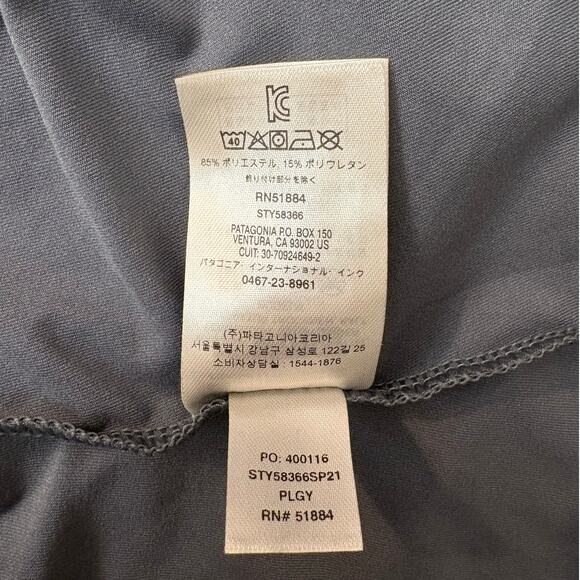 KC
40
85% ポリエステル, 15% ポリウレタン
飾り付け部分を除く
RN51884
STY58366
PATAGONIA P.O. BOX 150
VENTURA, CA 93002 US
CUIT: 30-70924649-2
パタゴニア・インターナショナル・インク
0467-23-8961
(주)파타고니아코리아
서울특별시 강남구 삼성로 122길 25
소비자상담실 : 1544-1876
PO: 400116
STY58366SP21
PLGY
RN# 51884